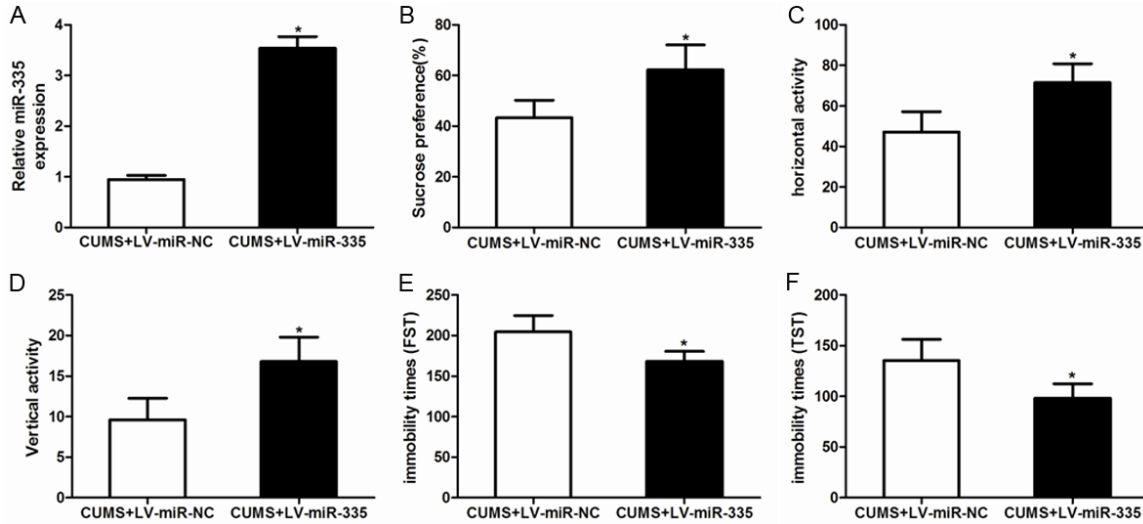 A
Relative miR-335
expression
4
3
2
1
0
*
CUMS+LV-miR-NC CUMS+LV-miR-335
B
Sucrose preference(%)
80
60
40
20
0
*
CUMS+LV-miR-NC CUMS+LV-miR-335
C
horizontal activity
100
80
60
40
20
0
*
CUMS+LV-miR-NC CUMS+LV-miR-335
D
Vertical activity
25
20
15
10
5
0
*
CUMS+LV-miR-NC CUMS+LV-miR-335
E
immobility times (FST)
250
200
150
100
50
0
*
CUMS+LV-miR-NC CUMS+LV-miR-335
F
immobility times (TST)
200
150
100
50
0
*
CUMS+LV-miR-NC CUMS+LV-miR-335